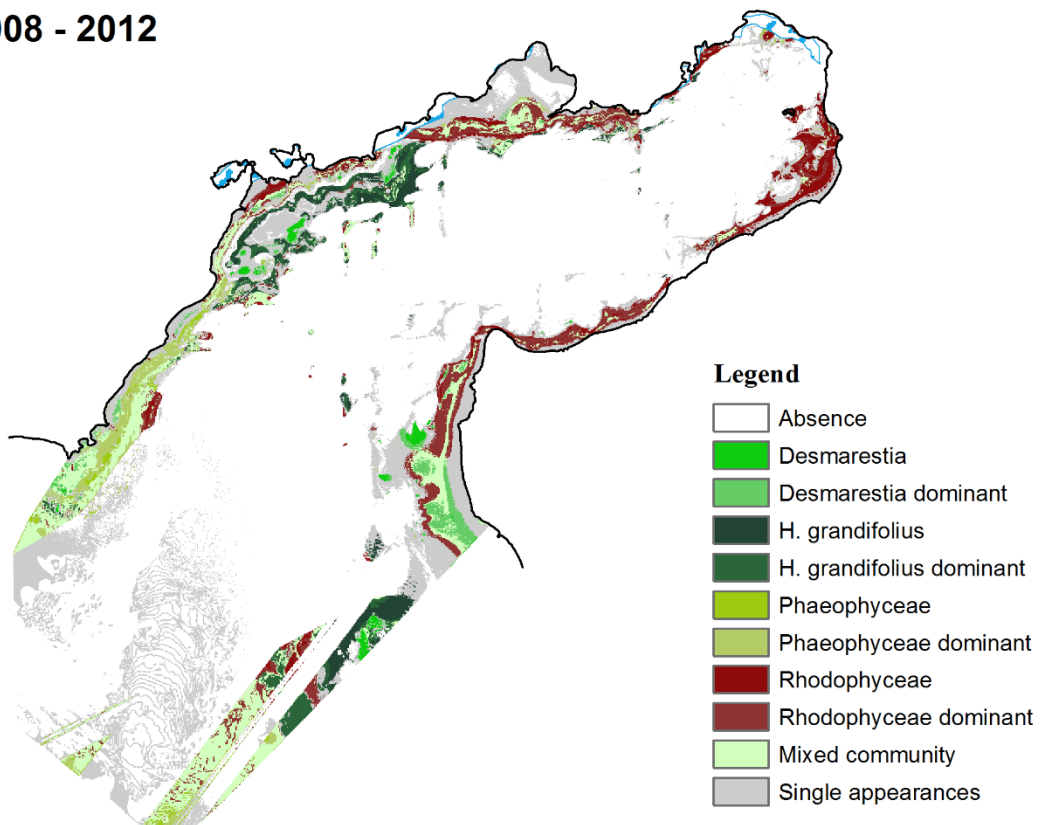 08 - 2012
Legend
Absence
Desmarestia
Desmarestia dominant
H. grandifolius
H. grandifolius dominant
Phaeophyceae
Phaeophyceae dominant
Rhodophyceae
Rhodophyceae dominant
Mixed community
Single appearances